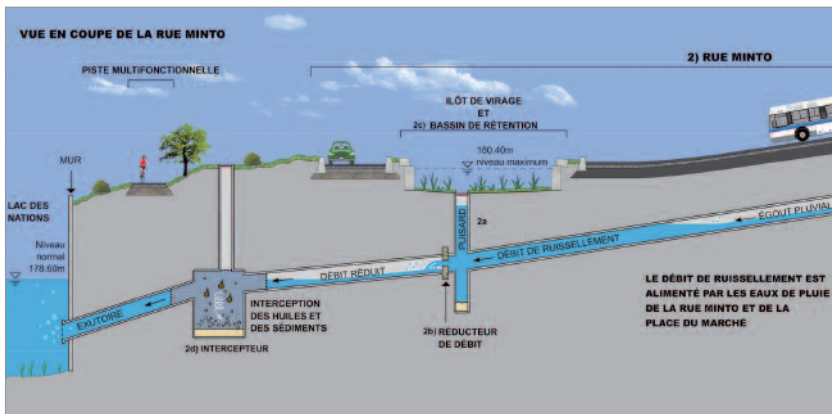 VUE EN COUPE DE LA RUE MINTO
PISTE MULTIFONCTIONNELLE
2) RUE MINTO
ILÔT DE VIRAGE
ET
2c) BASSIN DE RÉTENTION
180.40m
niveau maximum
MUR
LAC DES
NATIONS
Niveau
normal
178.60m
PUISARD
2a
ÉGOUT PLUVIAL
DÉBIT DE RUISSELLEMENT
DÉBIT RÉDUIT
EXUTOIRE
INTERCEPTION
DES HUILES ET
DES SÉDIMENTS
2d) INTERCEPTEUR
2b) RÉDUCTEUR
DE DÉBIT
LE DÉBIT DE RUISSELLEMENT EST
ALIMENTÉ PAR LES EAUX DE PLUIE
DE LA RUE MINTO ET DE LA
PLACE DU MARCHÉ